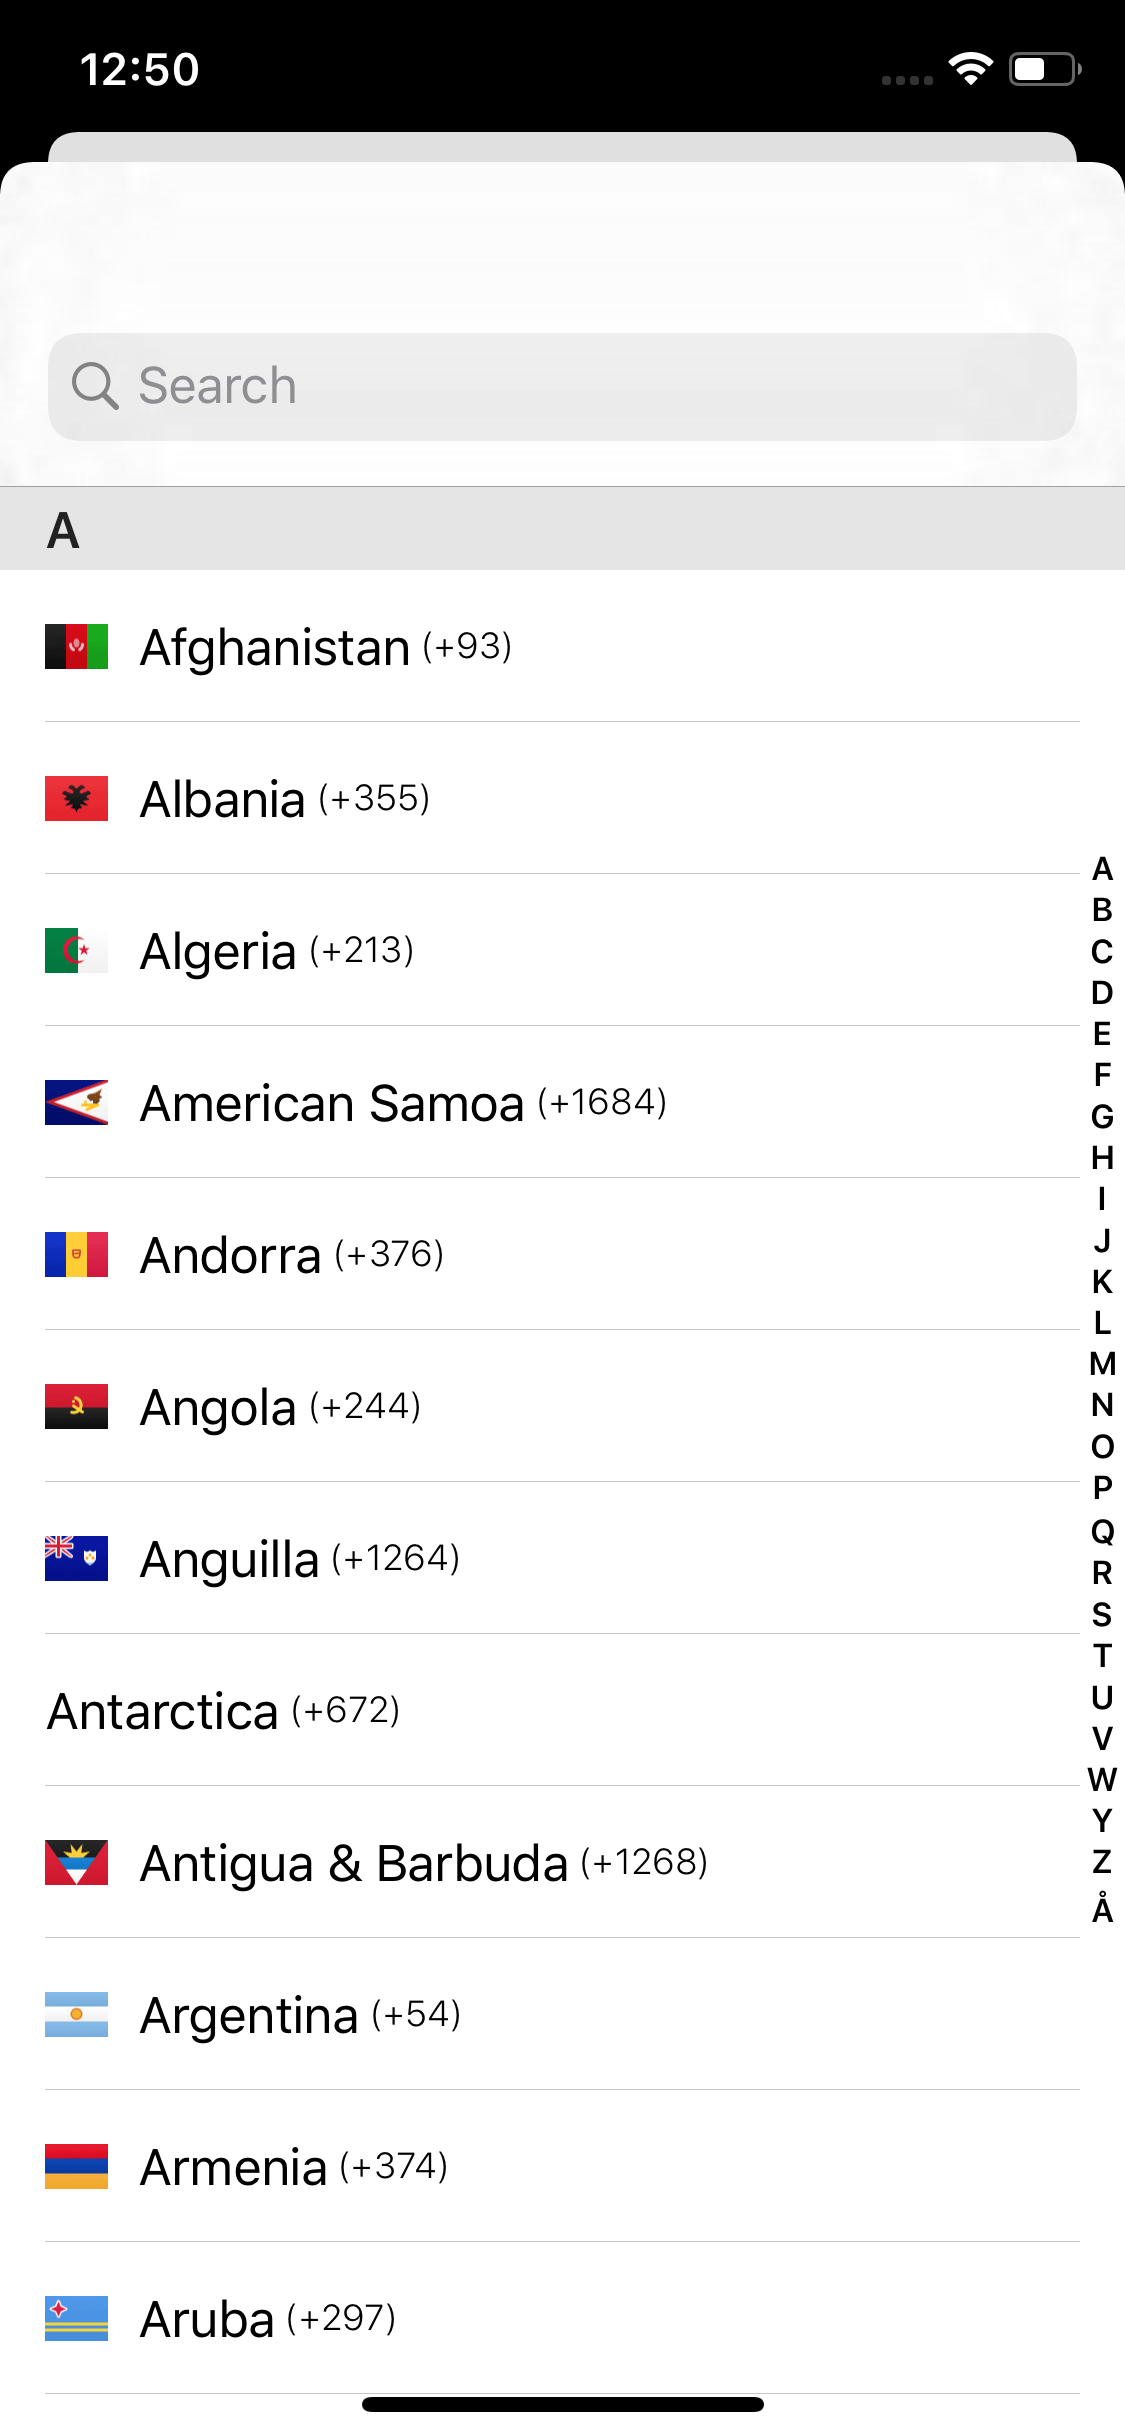 12:50
Search
A
Afghanistan (+93)
Albania (+355)
Algeria (+213)
American Samoa (+1684)
Andorra (+376)
Angola (+244)
Anguilla (+1264)
Antarctica (+672)
Antigua & Barbuda (+1268)
Argentina (+54)
Armenia (+374)
Aruba (+297)
A
B
C
D
E
F
G
H
I
J
K
L
M
N
O
P
Q
R
S
T
U
V
W
Y
Z
Å